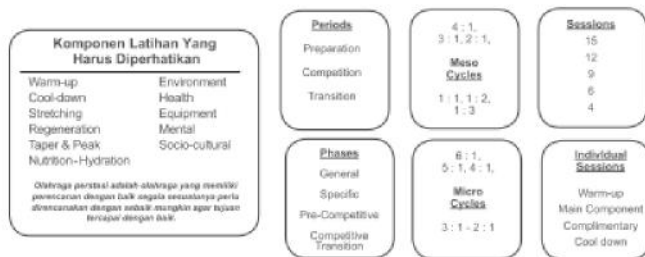 Komponen Latihan Yang
Harus Diperhatikan
Warm-up
Cool-down
Stretching
Regeneration
Taper & Peak
Nutrition-Hydration
Environment
Health
Equipment
Mental
Socio-cultural
Olahraga perstasi adalah olahraga yang memiliki
perencanan dengan baik segala sesuatunya perlu
direncanakan dengan sebaik mungkin agar tujuan
tercapai dengan baik.
Periods
Preparation
Competition
Transition
4 : 1,
3 : 1, 2 : 1,
Meso
Cycles
1 : 1, 1 : 2,
1 : 3
Sessions
15
12
9
6
4
Phases
General
Specific
Pre-Competitive
Competitive
Transition
6 : 1,
5 : 1, 4 : 1,
Micro
Cycles
3 : 1 - 2 : 1
Individual
Sessions
Warm-up
Main Component
Complimentary
Cool down